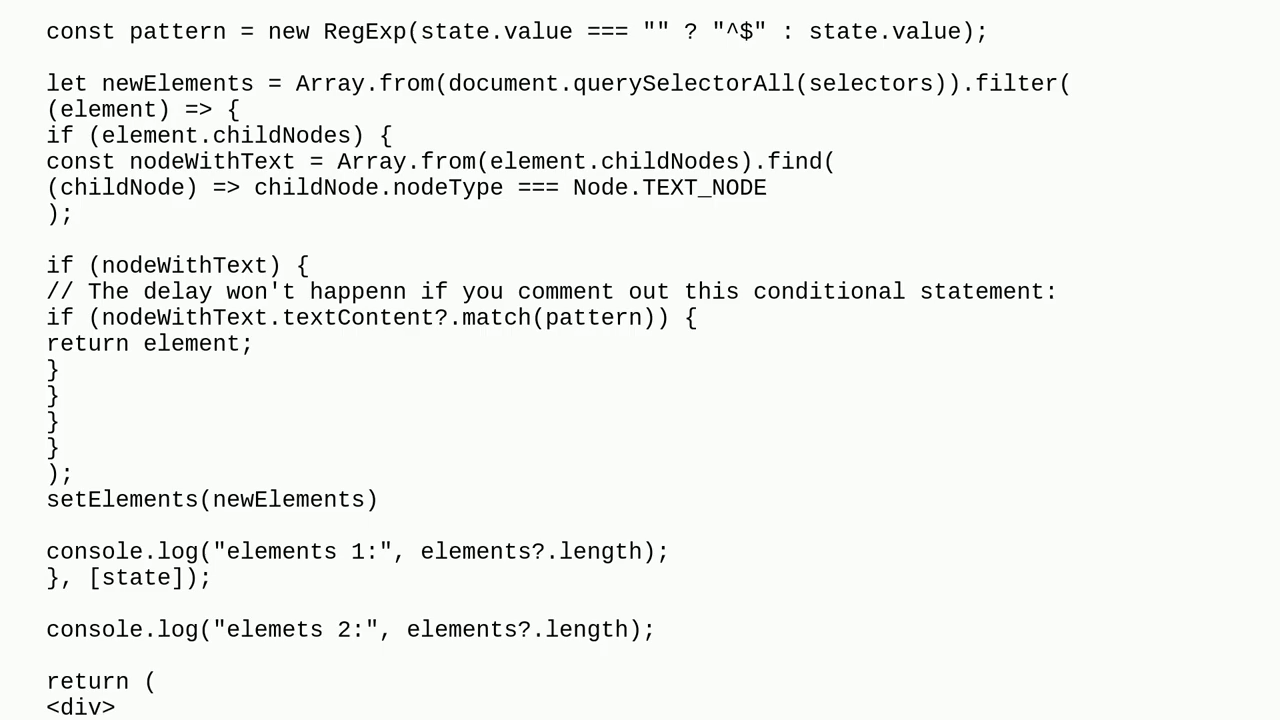 const pattern = new RegExp(state.value === "" ? "^$" : state.value);
let newElements = Array.from(document.querySelectorAll(selectors)).filter(
(element) => {
if (element.childNodes) {
const nodeWithText = Array.from(element.childNodes).find(
(childNode) => childNode.nodeType === Node.TEXT_NODE
);
if (nodeWithText) {
// The delay won't happenn if you comment out this conditional statement:
if (nodeWithText.textContent?.match(pattern)) {
return element;
}
}
}
}
);
setElements(newElements)
console.log("elements 1:", elements?.length);
}, [state]);
console.log("elemets 2:", elements?.length);
return (
<div>